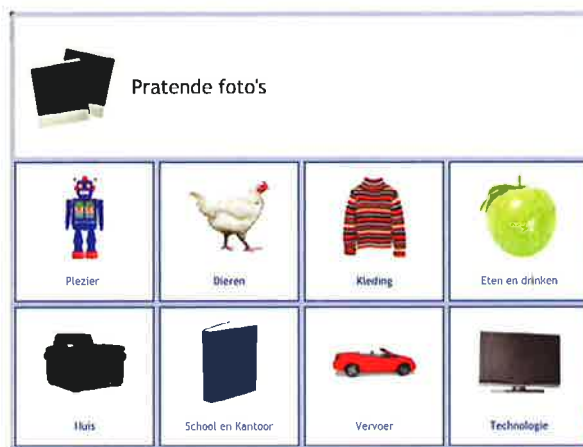 Pratende foto's
Plezier
Dieren
Kleding
Eten en drinken
Huis
School en Kantoor
Vervoer
Technologie